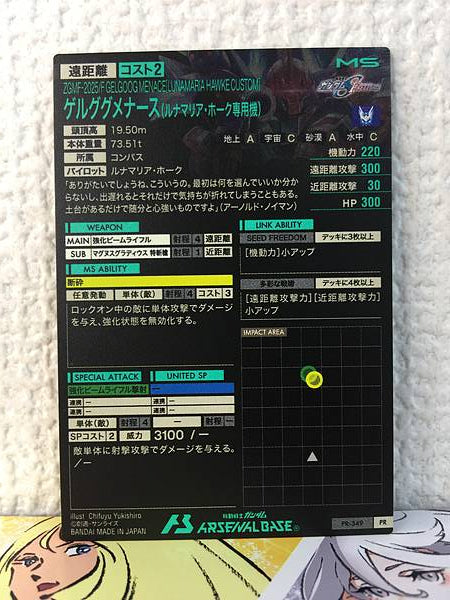 遠距離 コスト2 MS
ZGMF-2025/F GELGOOG MENACE[LUNAMARIA HAWKE CUSTOM]
ゲルググメナース(ルナマリア・ホーク専用機)
頭頂高 19.50m
本体重量 73.51t
所属 コンパス
パイロット ルナマリア・ホーク
地上 A 宇宙 C 砂漠 A 水中 C
機動力 220
遠距離攻撃 300
近距離攻撃 30
HP 300
「ありがたいでしょうね、こういうの。最初は何を選んでいいか分か
らないし、出遅れるとそれだけで気持ちが折れてしまうこともある。
土台があるだけで随分と心強いものですよ」(アーノルド・ノイマン)
WEAPON
MAIN 強化ビームライフル 射程 4 遠距離
SUB マグヌスグラディウス 特斬槍 射程 1 近距離
MS ABILITY
断砕
任意発動 単体(敵) 射程 4 コスト 3
ロックオン中の敵に単体攻撃でダメージ
を与え、強化状態を無効化する。
LINK ABILITY
SEED FREEDOM デッキに3枚以上
[機動力]小アップ
多彩な戦術 デッキに4枚以上
[遠距離攻撃力][近距離攻撃力]
小アップ
IMPACT AREA
SPECIAL ATTACK UNITED SP
強化ビームライフル撃射 —
連携 — 連携 —
連携 — 連携 —
単体(敵) 射程 4 — 射程 —
SPコスト 2 威力 3100 / —
敵単体に射撃攻撃でダメージを与える。
/—
illust Chifuyu Yukishiro
©創通・サンライズ
BANDAI MADE IN JAPAN
機動戦士ガンダム
ARSENAL BASE
PR-349 PR